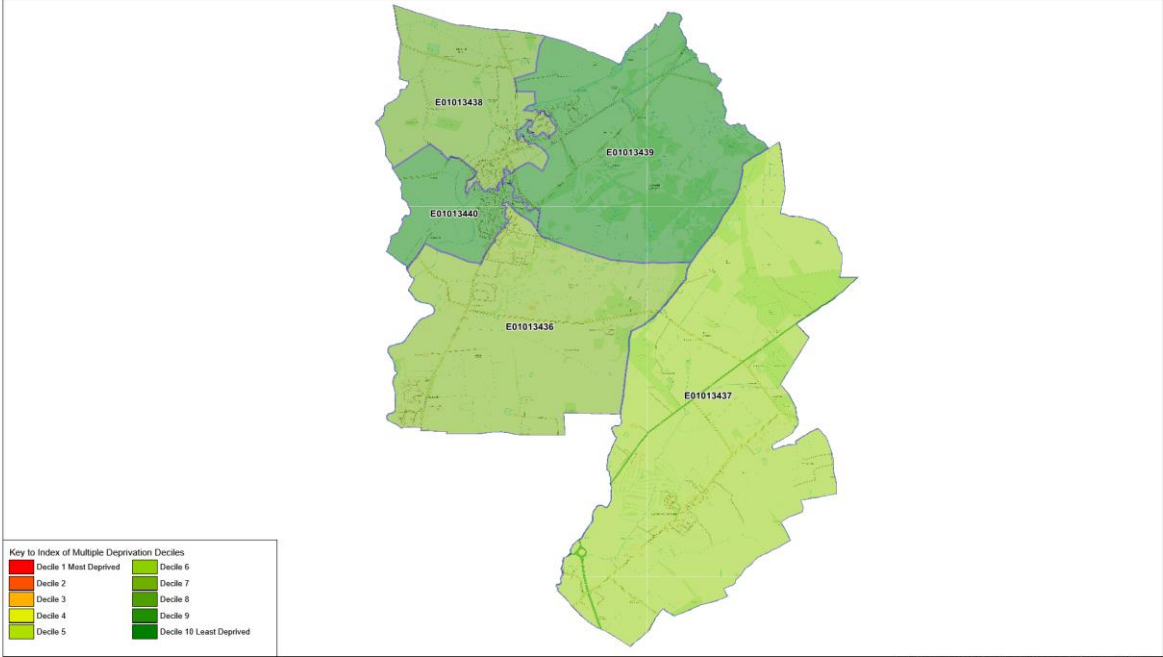 E01013438
E01013439
E01013440
E01013436
E01013437
Key to Index of Multiple Deprivation Deciles
Decile 1 Most Deprived
Decile 2
Decile 3
Decile 4
Decile 5
Decile 6
Decile 7
Decile 8
Decile 9
Decile 10 Least Deprived